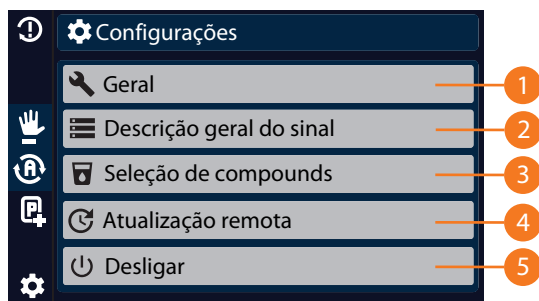 Configurações
Geral
1
Descrição geral do sinal
2
Seleção de compounds
3
Atualização remota
4
Desligar
5
A
P